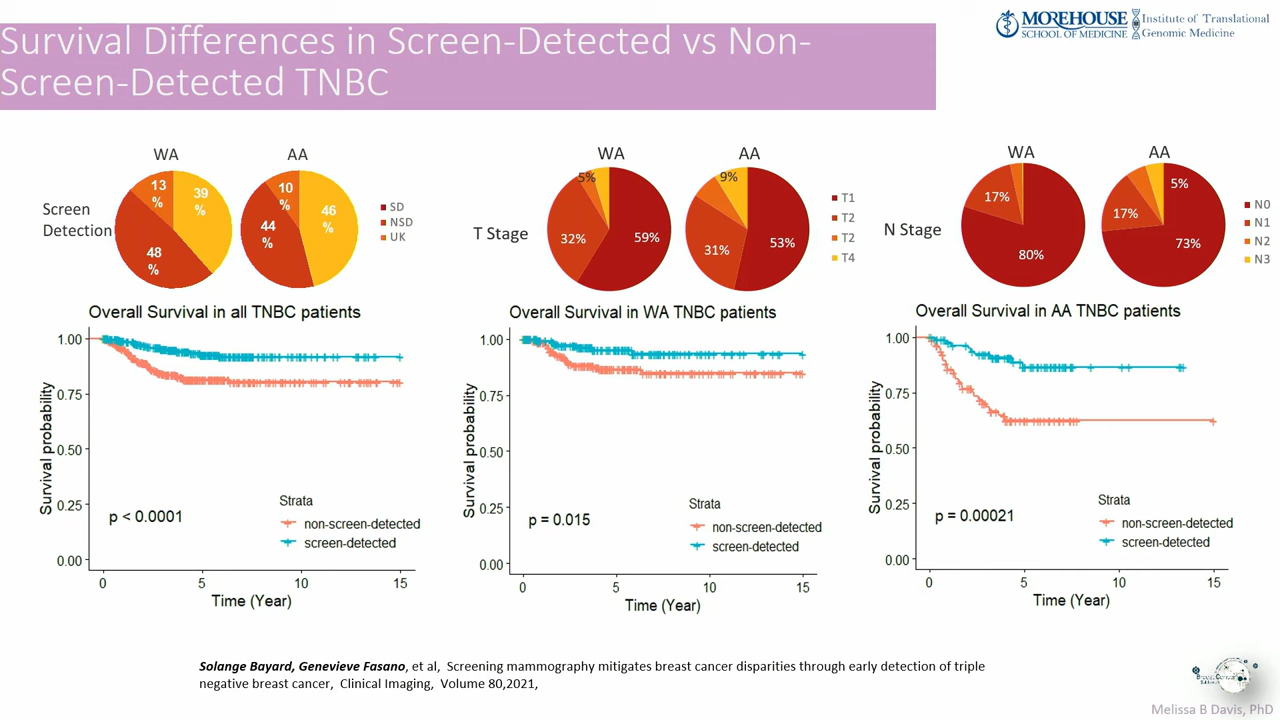 MOREHOUSE
SCHOOL OF MEDICINE
Institute of Translational
Genomic Medicine
Survival Differences in Screen-Detected vs Non-
Screen-Detected TNBC
WA
AA
Screen
Detection
13
%
39
%
48
%
10
%
46
%
44
%
SD
NSD
UK
WA
AA
T Stage
5%
32%
59%
9%
31%
53%
T1
T2
T2
T4
WA
AA
N Stage
17%
80%
5%
17%
73%
N0
N1
N2
N3
Overall Survival in all TNBC patients
Survival probability
1.00
0.75
0.50
0.25
0.00
p < 0.0001
Strata
non-screen-detected
screen-detected
0 5 10 15
Time (Year)
Overall Survival in WA TNBC patients
Survival probability
1.00
0.75
0.50
0.25
0.00
p = 0.015
Strata
non-screen-detected
screen-detected
0 5 10 15
Time (Year)
Overall Survival in AA TNBC patients
Survival probability
1.00
0.75
0.50
0.25
0.00
p = 0.00021
Strata
non-screen-detected
screen-detected
0 5 10 15
Time (Year)
Solange Bayard, Genevieve Fasano, et al, Screening mammography mitigates breast cancer disparities through early detection of triple
negative breast cancer, Clinical Imaging, Volume 80,2021,
Melissa B Davis, PhD